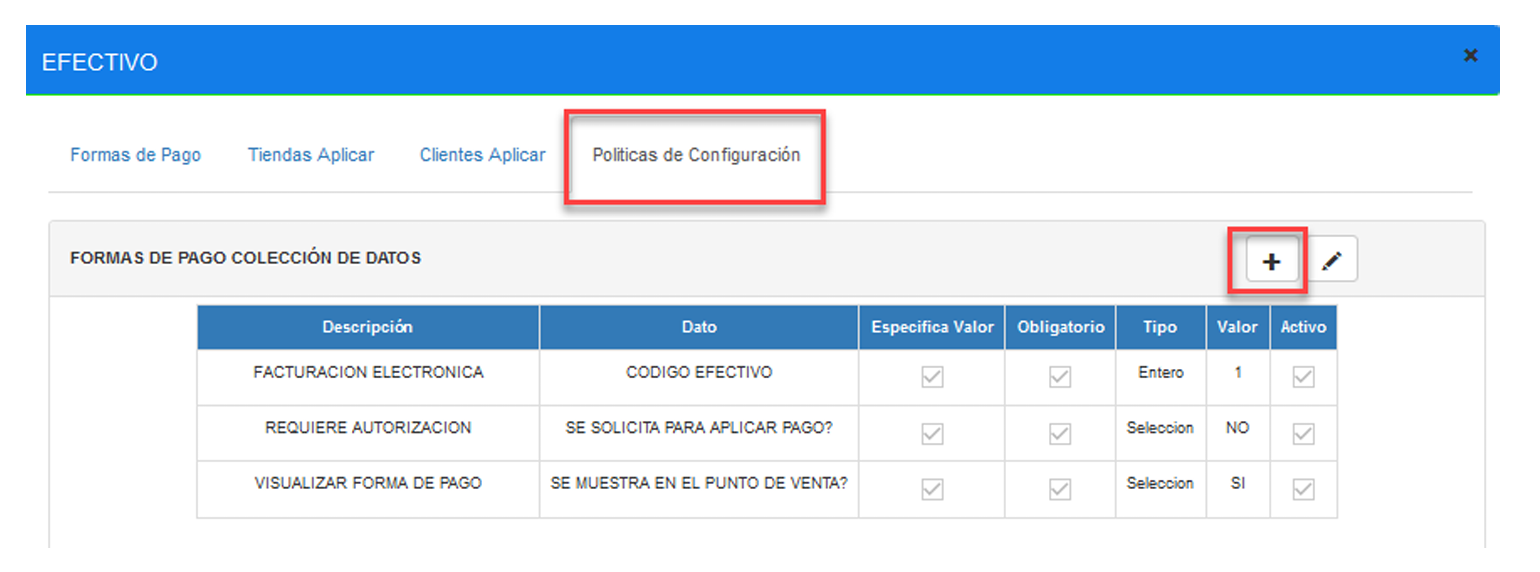 EFECTIVO
Formas de Pago Tiendas Aplicar Clientes Aplicar Politicas de Configuración
FORMAS DE PAGO COLECCIÓN DE DATOS
Descripción Dato Especifica Valor Obligatorio Tipo Valor Activo
FACTURACION ELECTRONICA CODIGO EFECTIVO Entero 1
REQUIERE AUTORIZACION SE SOLICITA PARA APLICAR PAGO? Seleccion NO
VISUALIZAR FORMA DE PAGO SE MUESTRA EN EL PUNTO DE VENTA? Seleccion SI